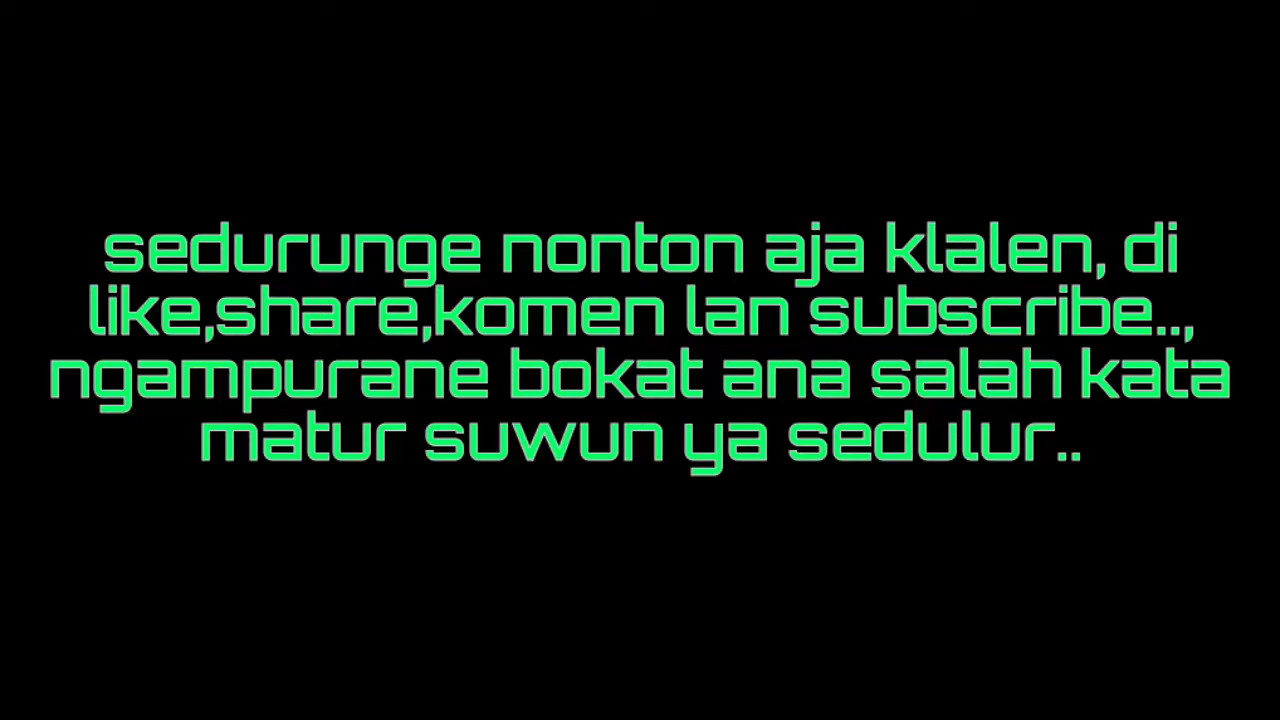 sedurunge nonton aja klalen, di
like,share,komen lan subscribe..,
ngampurane bokat ana salah kata
matur suwun ya sedulur..